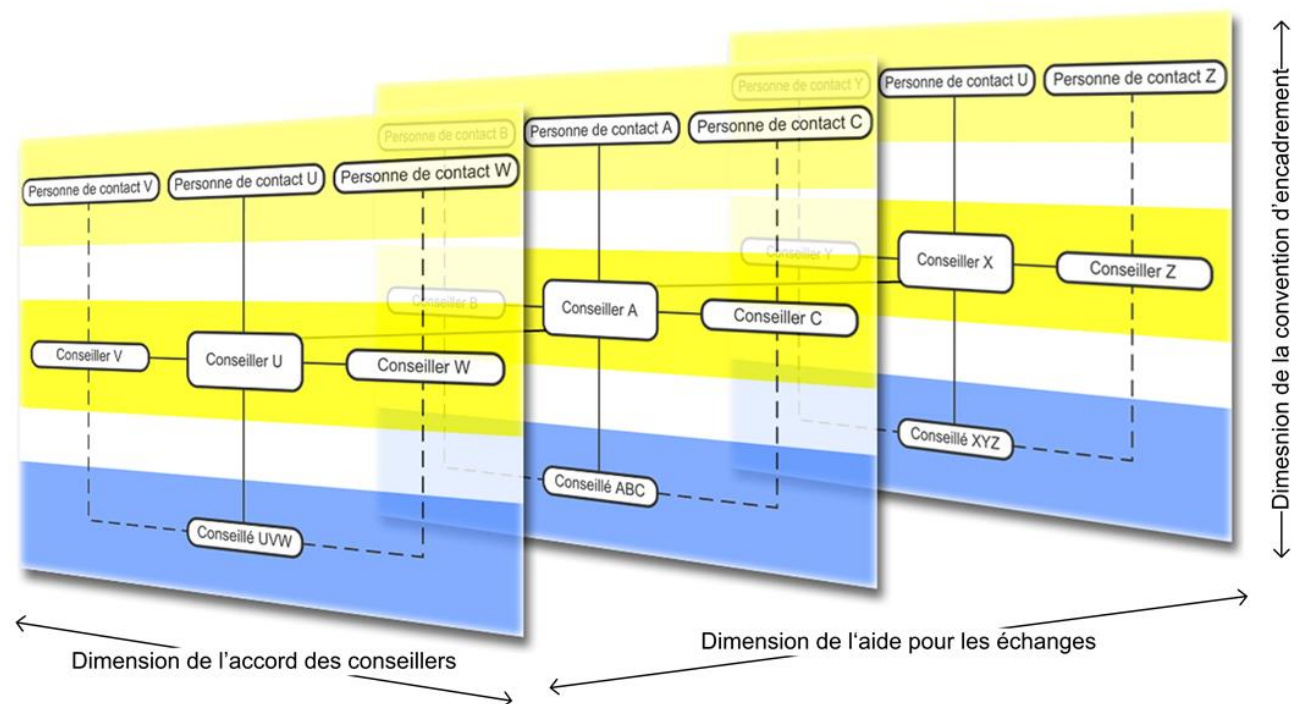 Personne de contact V
Personne de contact U
Personne de contact W
Conseiller V
Conseiller U
Conseiller W
Conseillé UVW
Personne de contact B
Personne de contact A
Personne de contact C
Conseiller B
Conseiller A
Conseiller C
Conseillé ABC
Personne de contact Y
Personne de contact U
Personne de contact Z
Conseiller Y
Conseiller X
Conseiller Z
Conseillé XYZ
Dimension de l'accord des conseillers
Dimension de l‘aide pour les échanges
Dimesnion de la convention d'encadrement